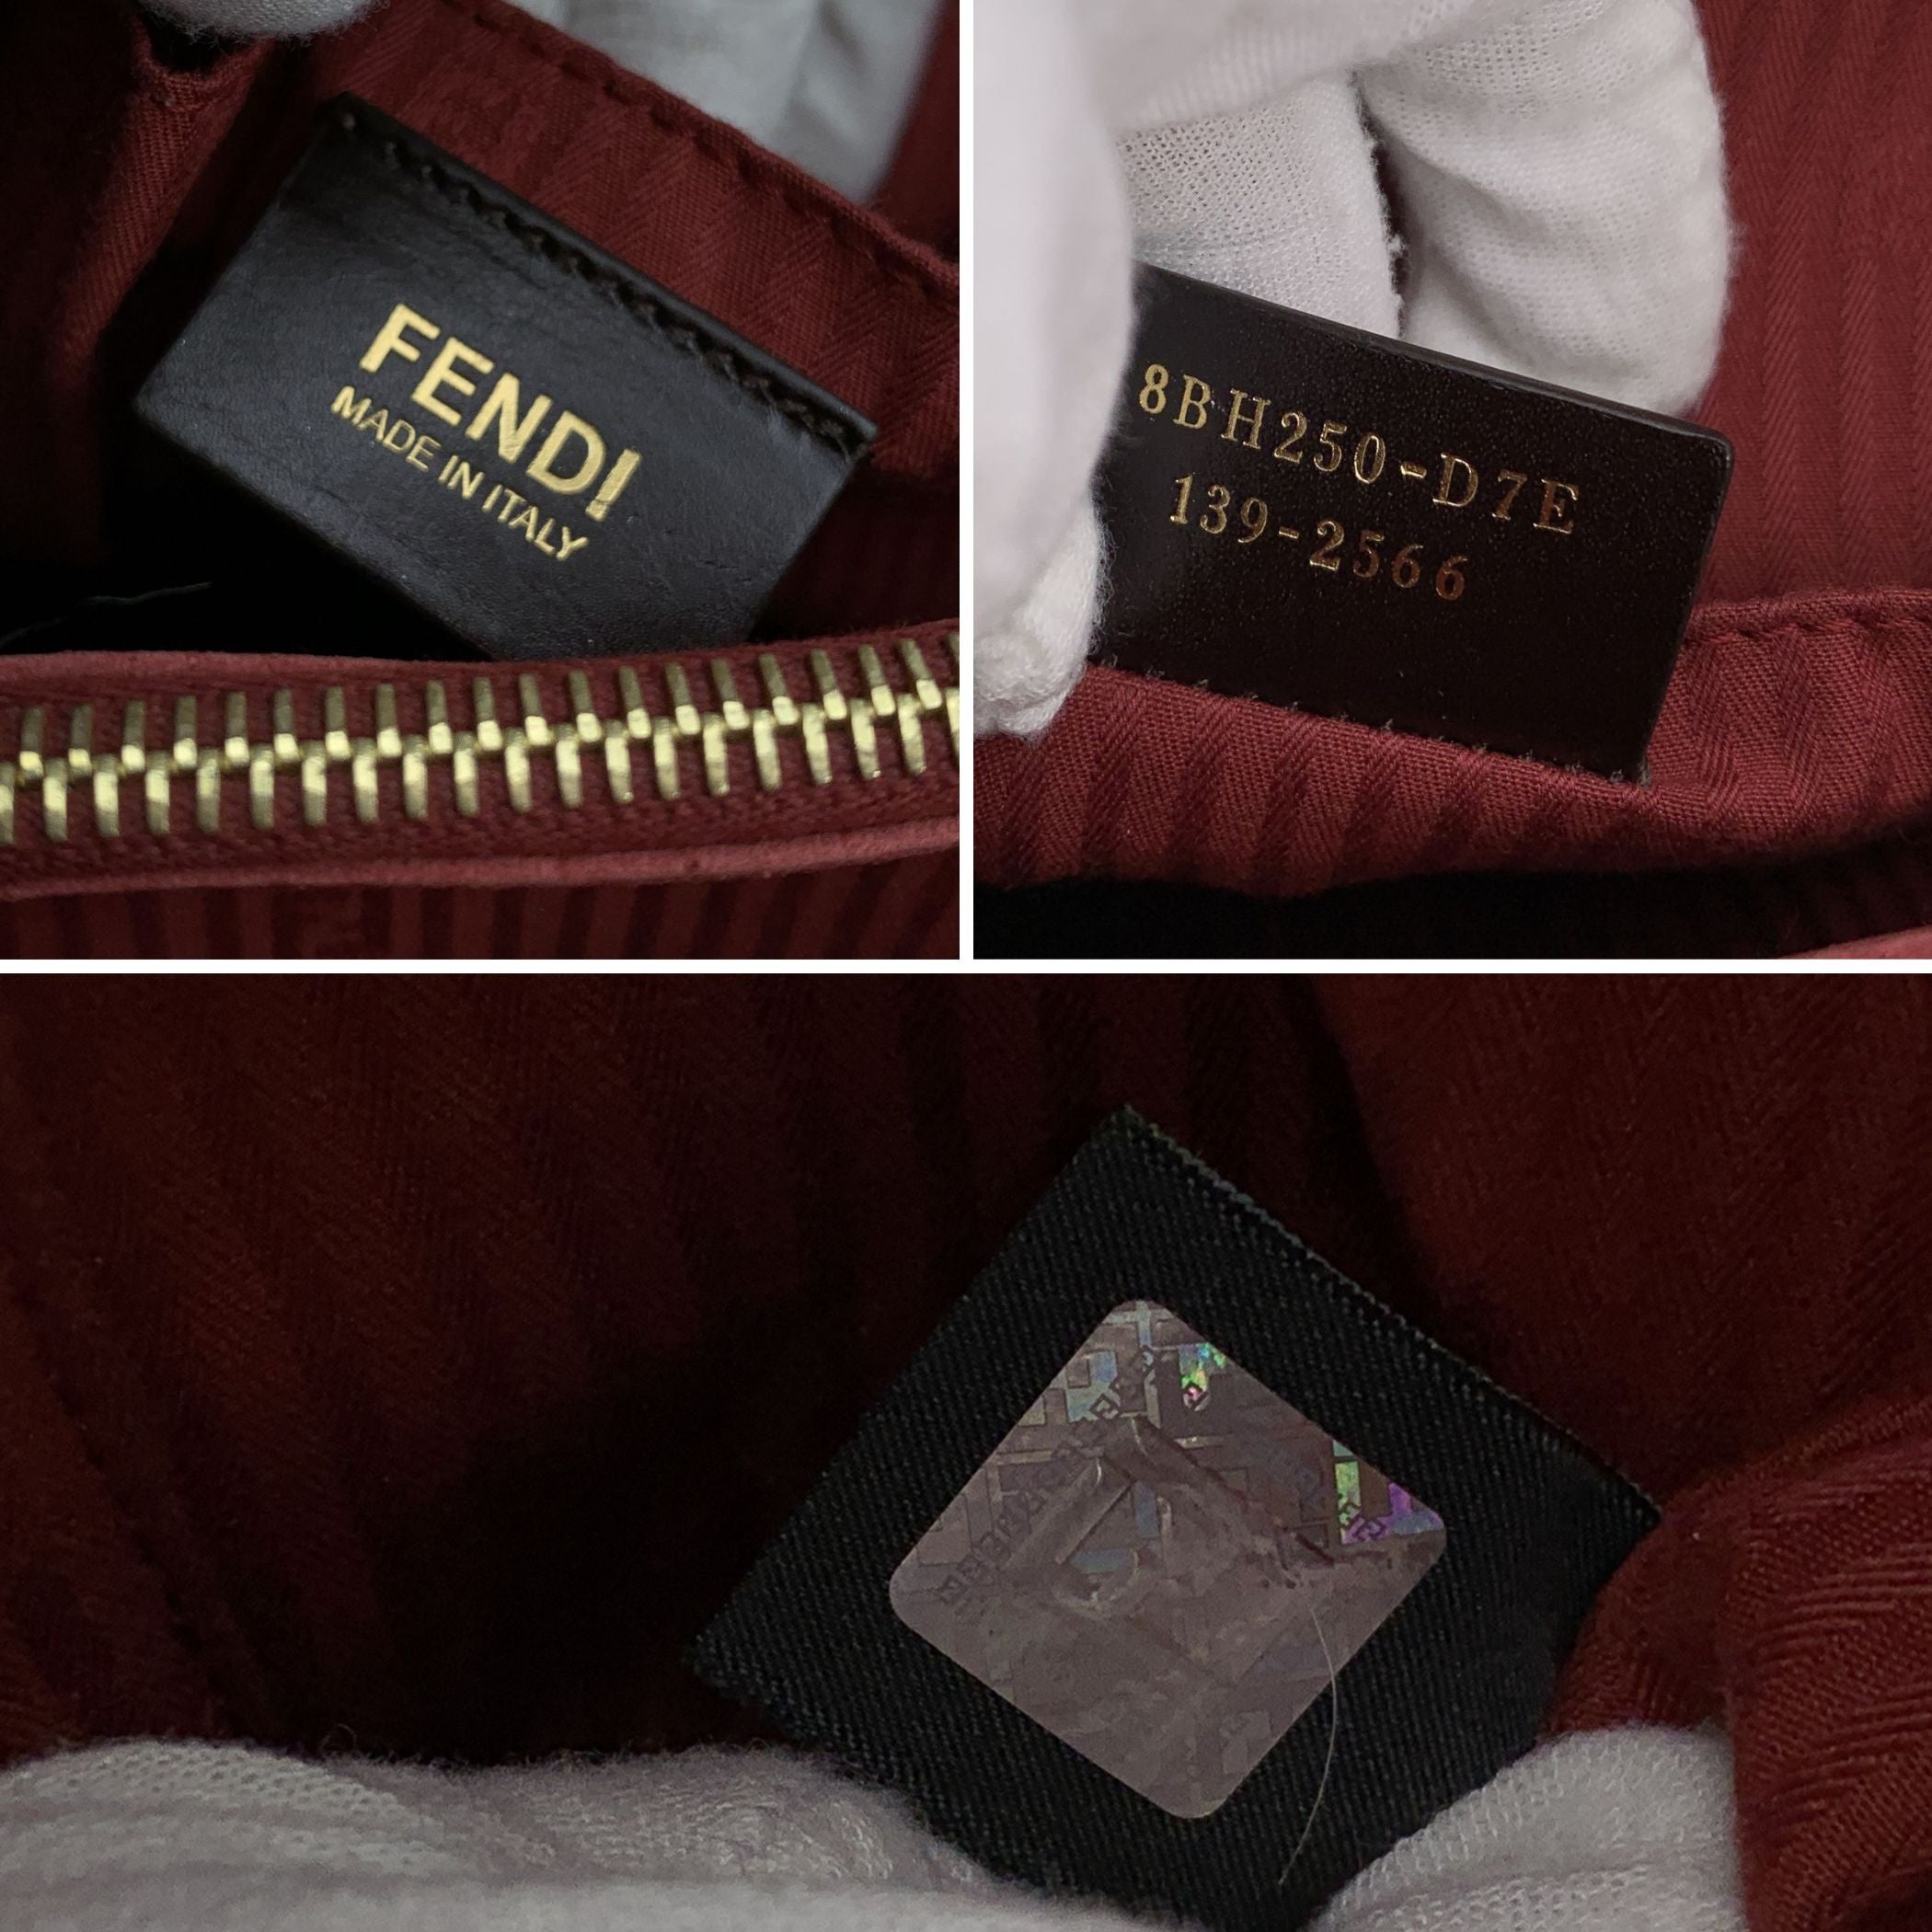 FENDI
MADE IN ITALY
8BH250-D7E
139-2566